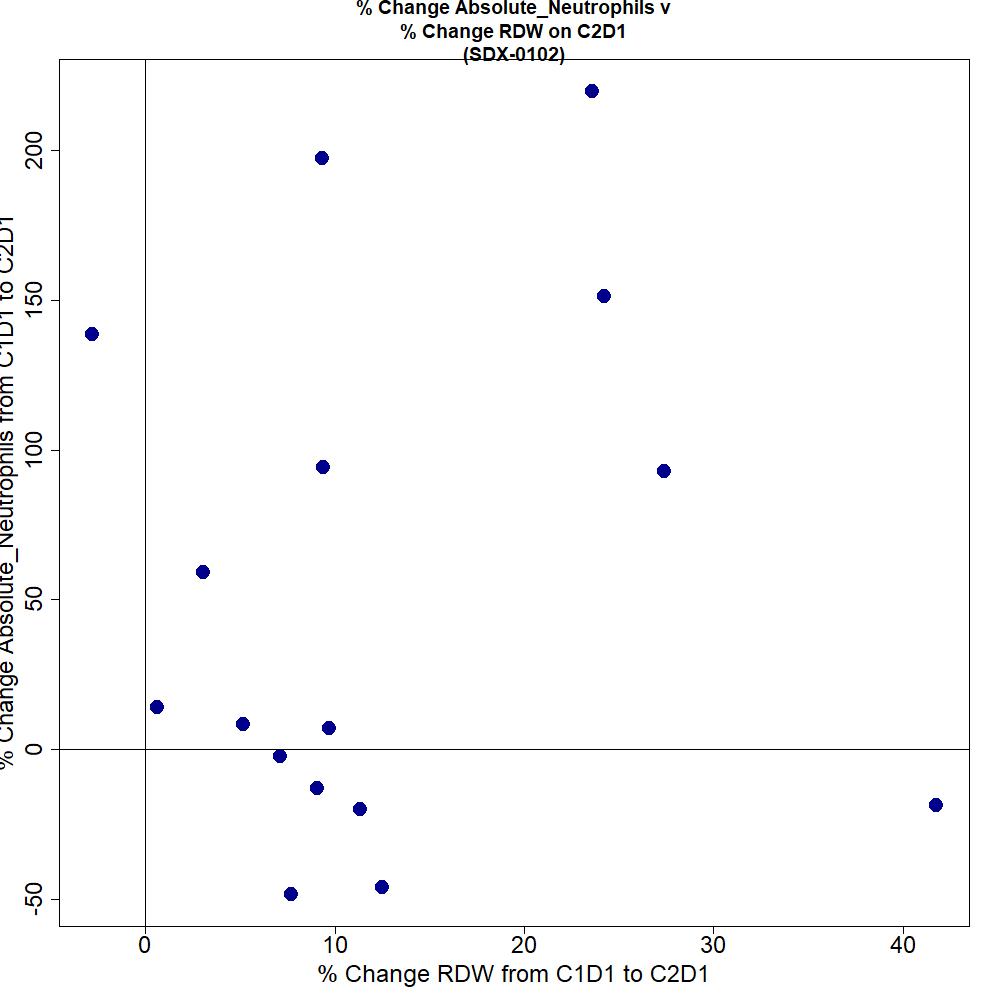 % Change Absolute_Neutrophils v
% Change RDW on C2D1
(SDX-0102)
% Change Absolute_Neutrophils from C1D1 to C2D1
200
150
100
50
0
-50
0 10 20 30 40
% Change RDW from C1D1 to C2D1